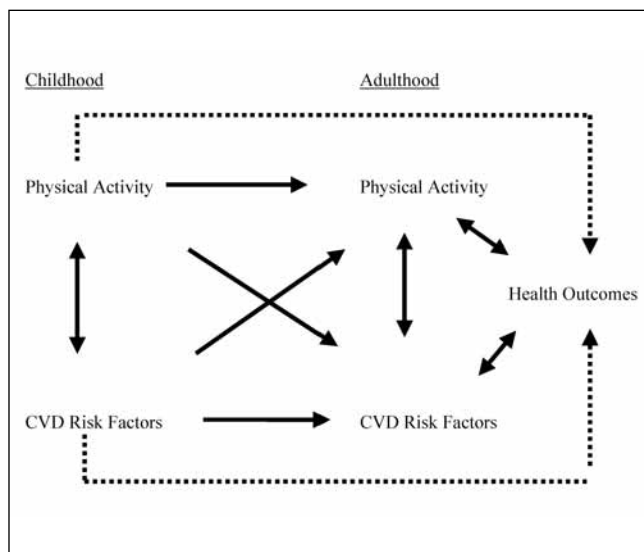 Childhood Adulthood
Physical Activity Physical Activity
Health Outcomes
CVD Risk Factors CVD Risk Factors